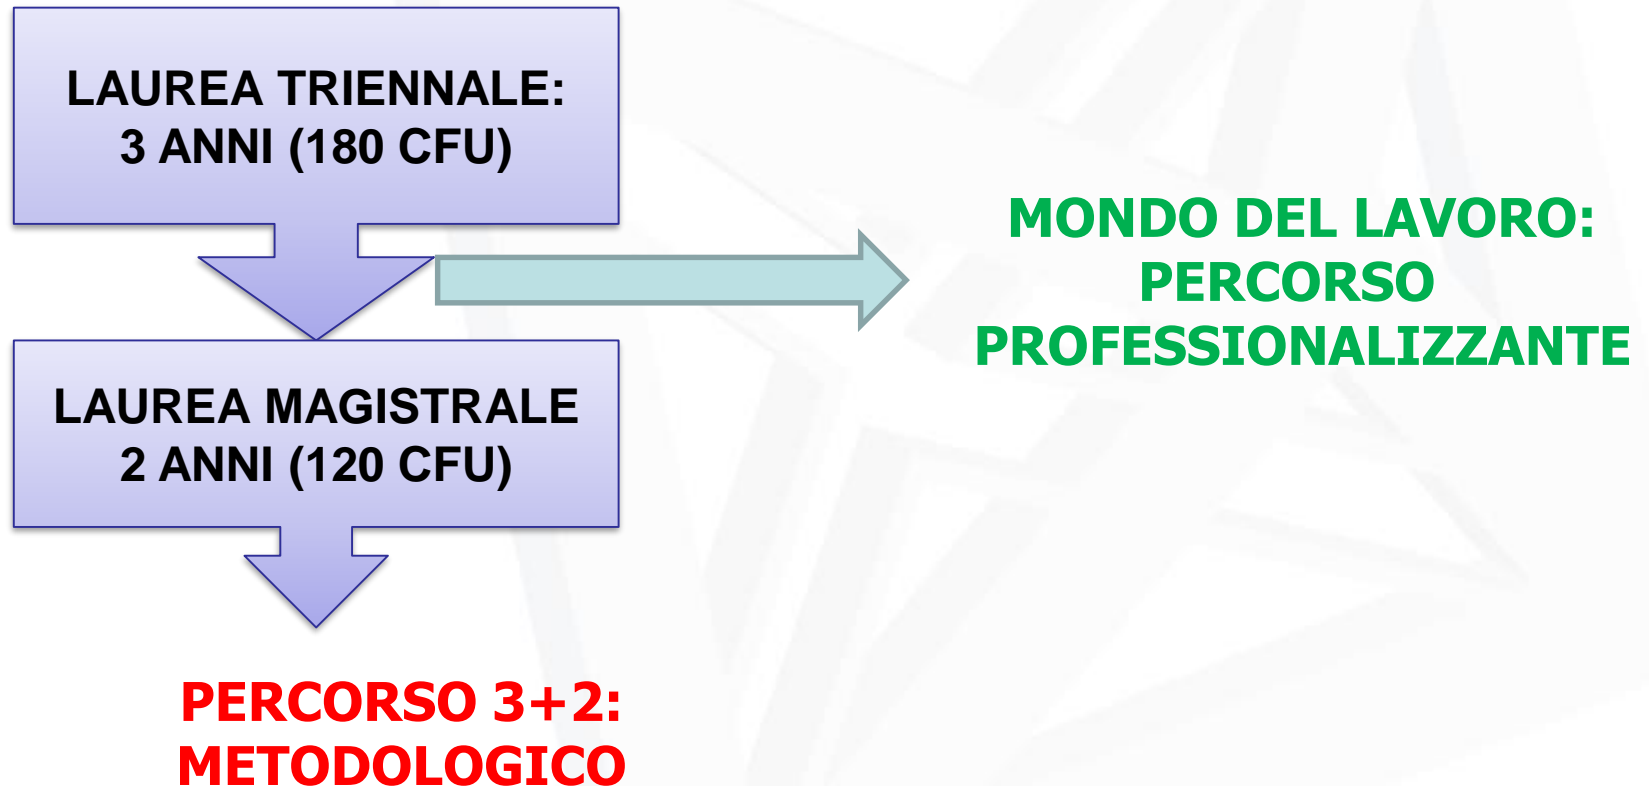 LAUREA TRIENNALE:
3 ANNI (180 CFU)
MONDO DEL LAVORO:
PERCORSO
PROFESSIONALIZZANTE
LAUREA MAGISTRALE
2 ANNI (120 CFU)
PERCORSO 3+2:
METODOLOGICO